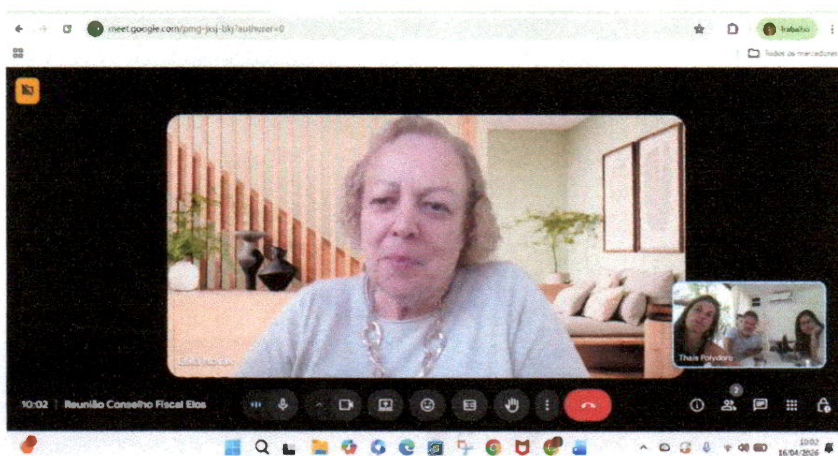 meet.google.com/pmg-jxsj-bkj?authuser=0
Trabalho
Todos os marcadores
Thais Polydoro
10:02 | Reunião Conselho Fiscal Elos
2
10:02
16/04/2026